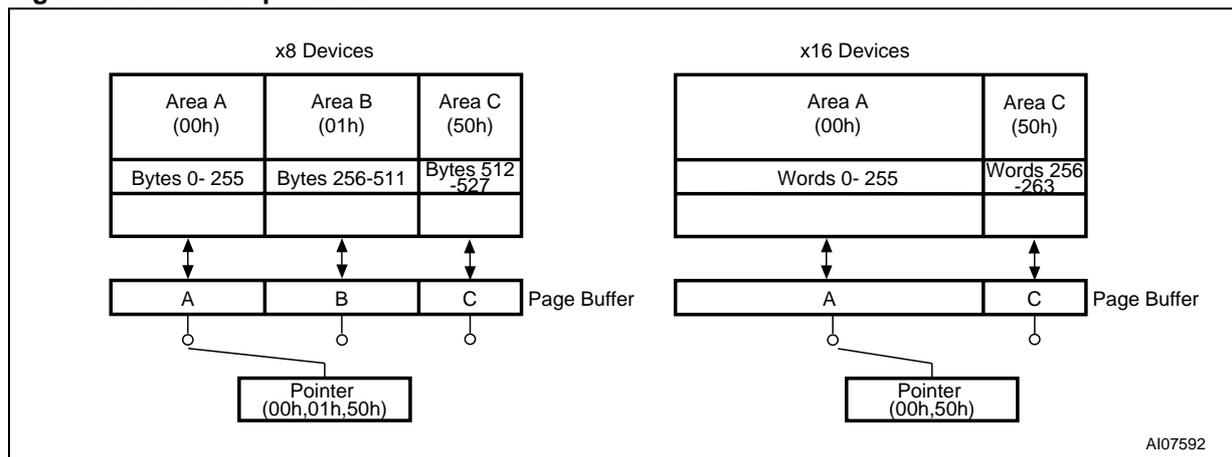 x8 Devices
Area A
(00h)
Area B
(01h)
Area C
(50h)
Bytes 0- 255
Bytes 256-511
Bytes 512
-527
A
B
C
Page Buffer
Pointer
(00h,01h,50h)
x16 Devices
Area A
(00h)
Area C
(50h)
Words 0- 255
Words 256
-263
A
C
Page Buffer
Pointer
(00h,50h)
AI07592